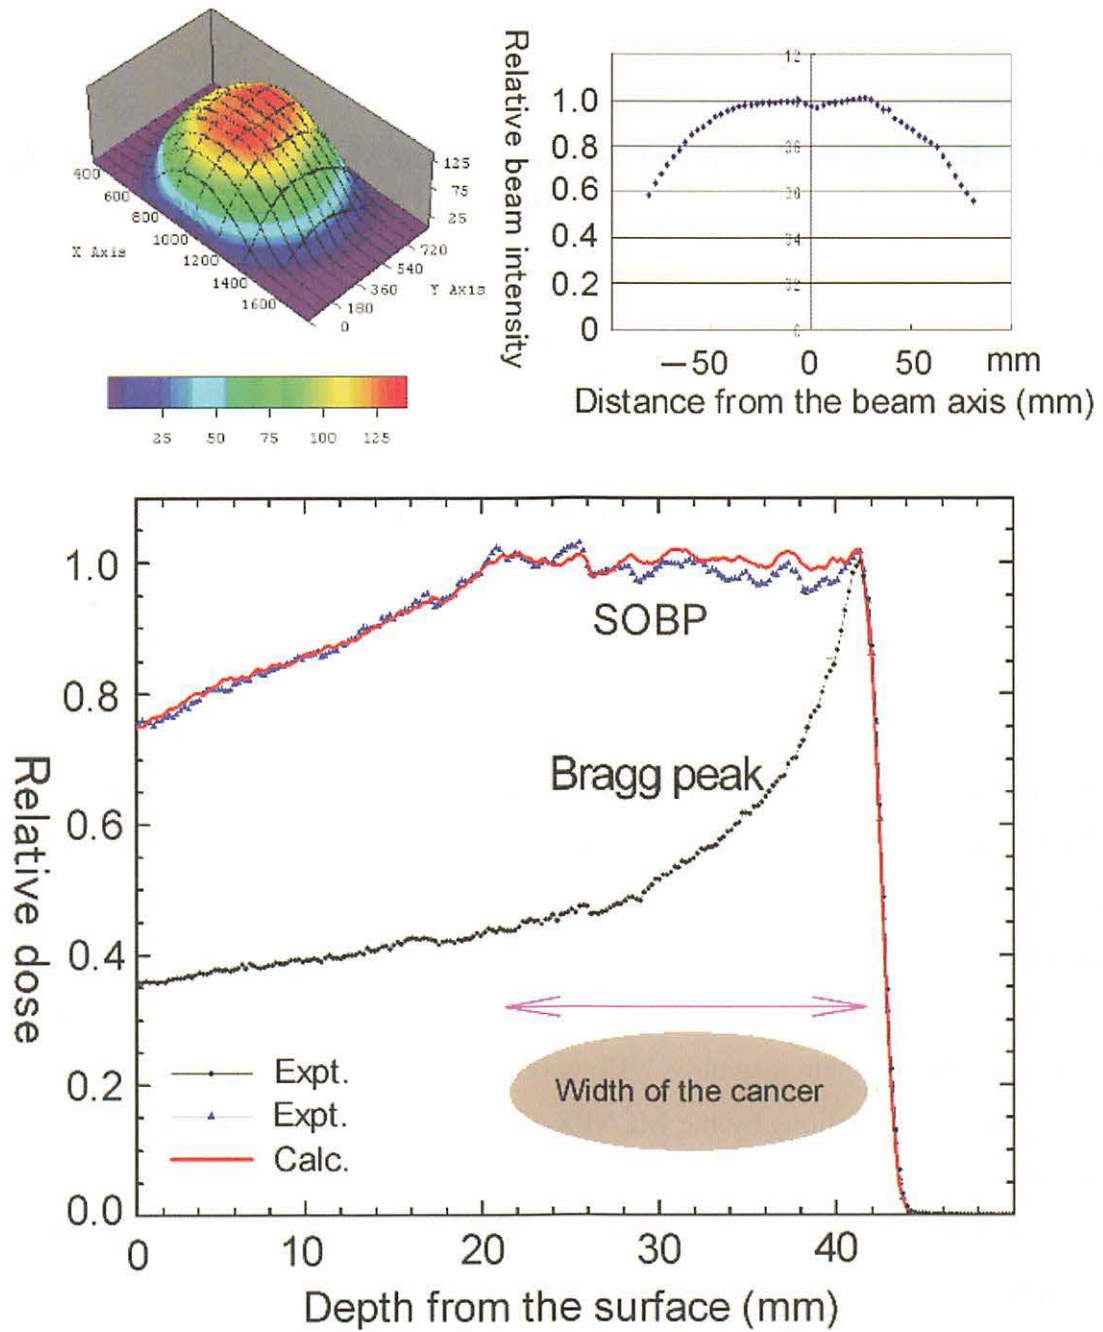 125
75
25
400
600
800
1000
1200
1400
1600
X Axis
720
540
360
180
0
Y Axis
25 50 75 100 125
Relative beam intensity
1.0
0.8
0.6
0.4
0.2
0
−50 0 50 mm
Distance from the beam axis (mm)
Relative dose
1.0
0.8
0.6
0.4
0.2
0.0
SOBP
Bragg peak
Width of the cancer
Expt.
Expt.
Calc.
0 10 20 30 40
Depth from the surface (mm)